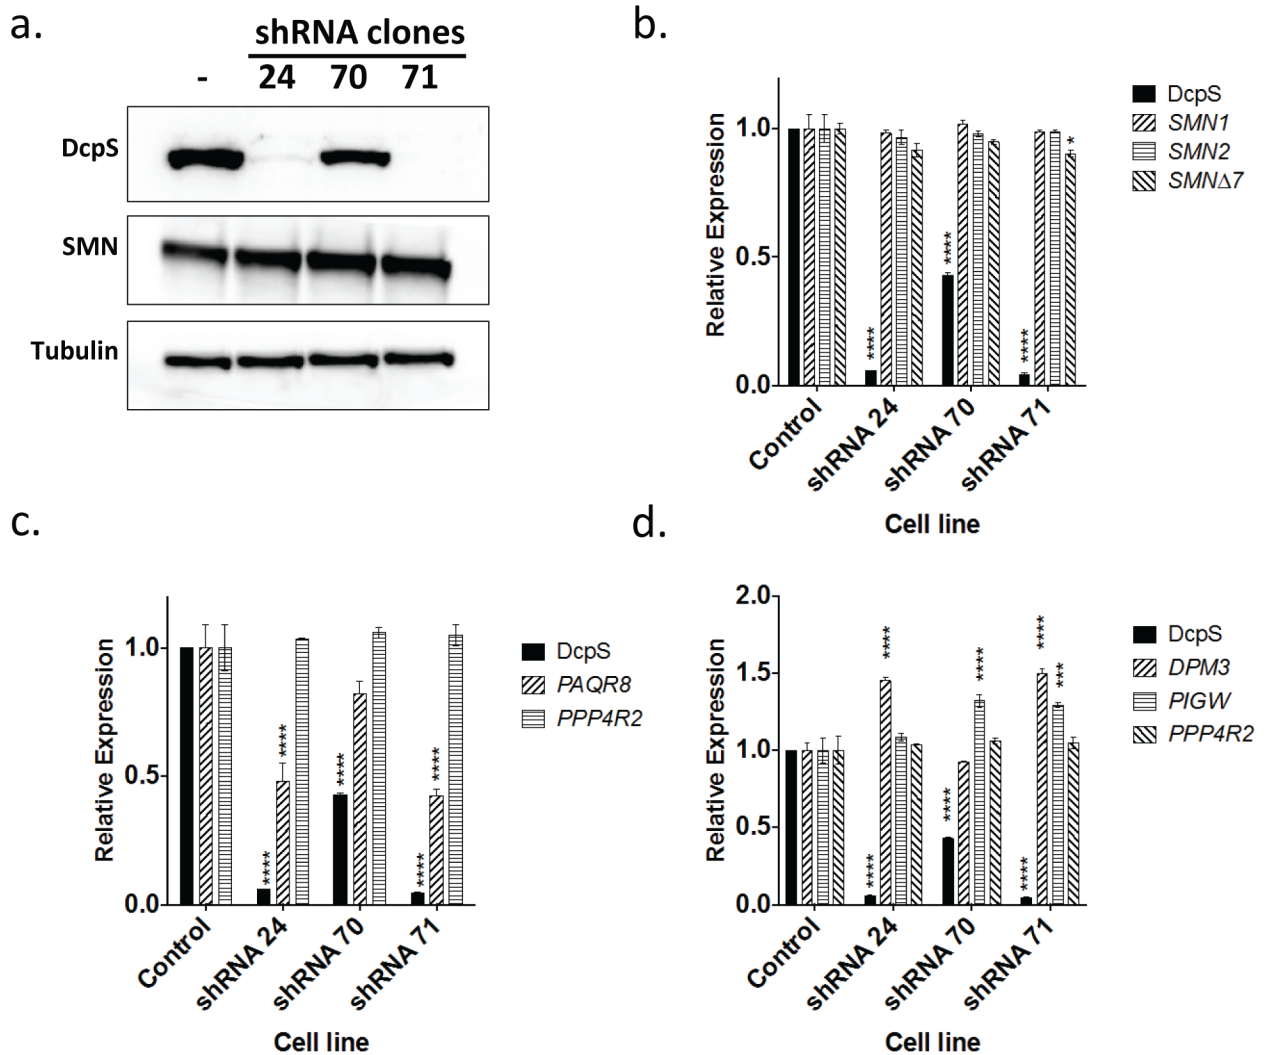 a.
shRNA clones
- 24 70 71
DcpS
SMN
Tubulin
b.
Relative Expression
1.0
0.5
0.0
****
****
****
*
Control
shRNA 24
shRNA 70
shRNA 71
Cell line
DcpS
SMN1
SMN2
SMNΔ7
c.
Relative Expression
1.0
0.5
0.0
****
****
****
****
****
Control
shRNA 24
shRNA 70
shRNA 71
Cell line
DcpS
PAQR8
PPP4R2
d.
Relative Expression
2.0
1.5
1.0
0.5
0.0
****
****
****
****
****
****
***
Control
shRNA 24
shRNA 70
shRNA 71
Cell line
DcpS
DPM3
PIGW
PPP4R2